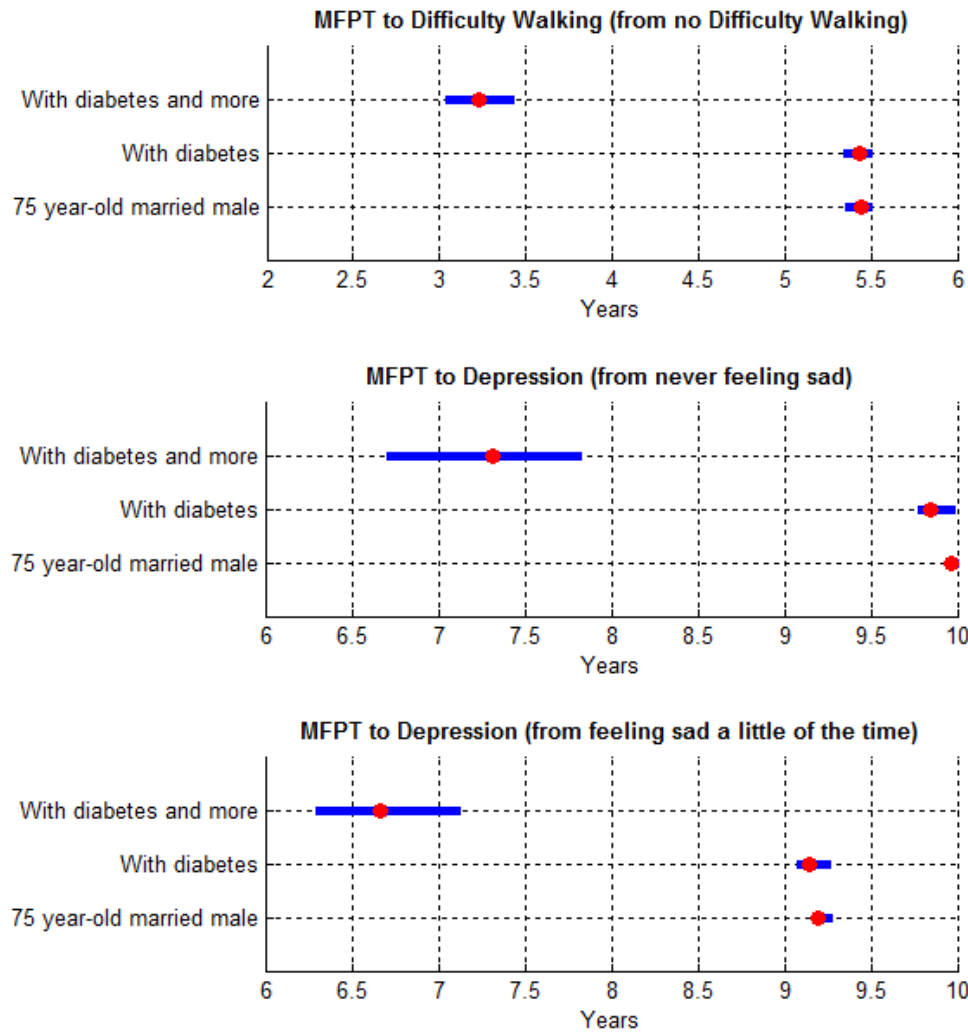 MFPT to Difficulty Walking (from no Difficulty Walking)
With diabetes and more
With diabetes
75 year-old married male
2 2.5 3 3.5 4 4.5 5 5.5 6
Years
MFPT to Depression (from never feeling sad)
With diabetes and more
With diabetes
75 year-old married male
6 6.5 7 7.5 8 8.5 9 9.5 10
Years
MFPT to Depression (from feeling sad a little of the time)
With diabetes and more
With diabetes
75 year-old married male
6 6.5 7 7.5 8 8.5 9 9.5 10
Years